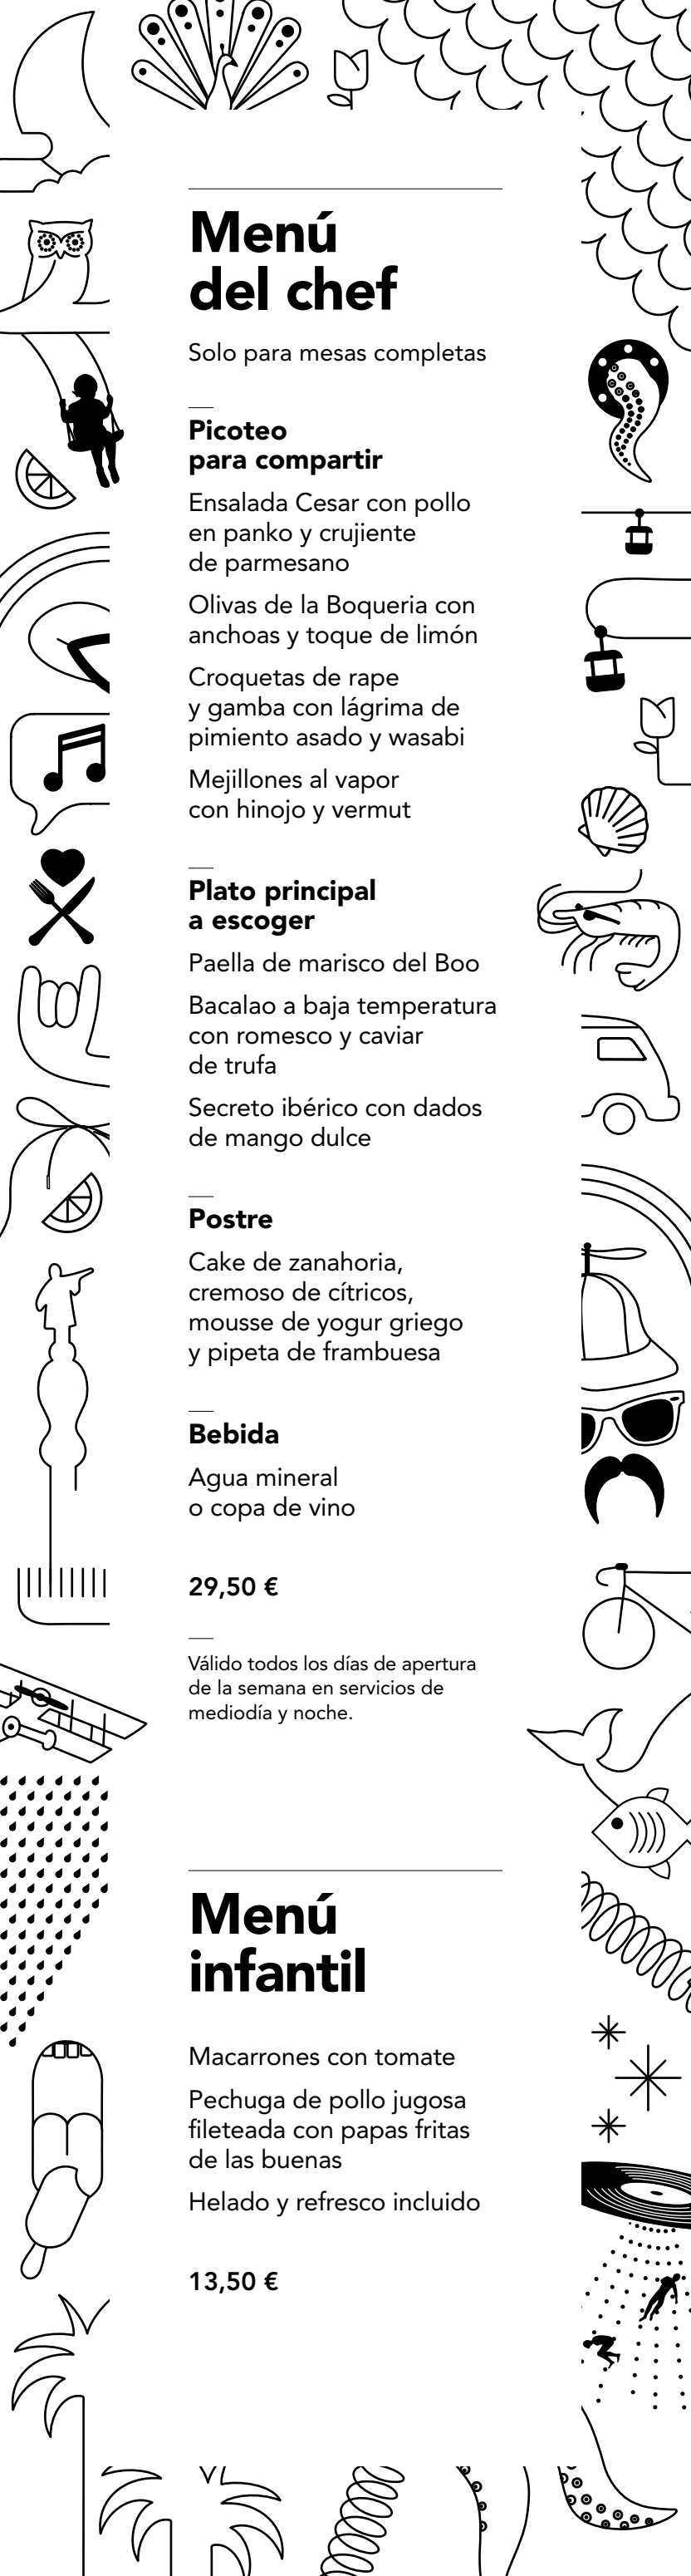 Menú
del chef
Solo para mesas completas
Picoteo
para compartir
Ensalada Cesar con pollo
en panko y crujiente
de parmesano
Olivas de la Boqueria con
anchoas y toque de limón
Croquetas de rape
y gamba con lágrima de
pimiento asado y wasabi
Mejillones al vapor
con hinojo y vermut
Plato principal
a escoger
Paella de marisco del Boo
Bacalao a baja temperatura
con romesco y caviar
de trufa
Secreto ibérico con dados
de mango dulce
Postre
Cake de zanahoria,
cremoso de cítricos,
mousse de yogur griego
y pipeta de frambuesa
Bebida
Agua mineral
o copa de vino
29,50 €
Válido todos los días de apertura
de la semana en servicios de
mediodía y noche.
Menú
infantil
Macarrones con tomate
Pechuga de pollo jugosa
fileteada con papas fritas
de las buenas
Helado y refresco incluido
13,50 €